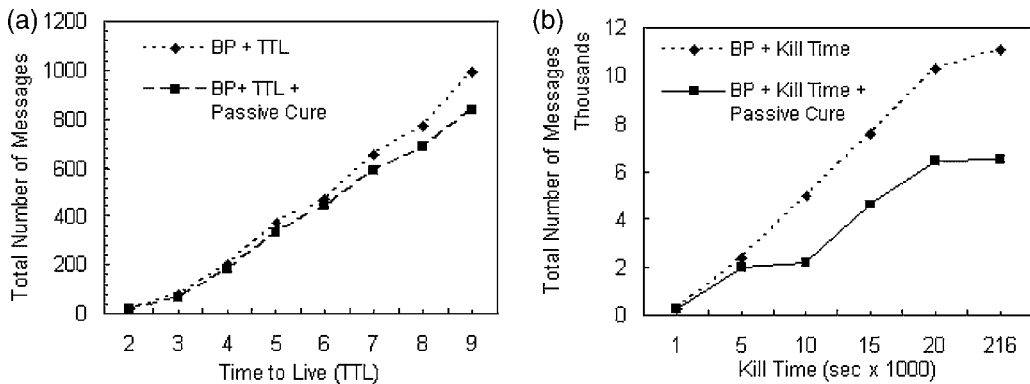 (a)
Total Number of Messages
1200
1000
800
600
400
200
0
BP + TTL
BP+ TTL +
Passive Cure
2 3 4 5 6 7 8 9
Time to Live (TTL)
(b)
Total Number of Messages
Thousands
12
10
8
6
4
2
0
BP + Kill Time
BP + Kill Time +
Passive Cure
1 5 10 15 20 216
Kill Time (sec x 1000)